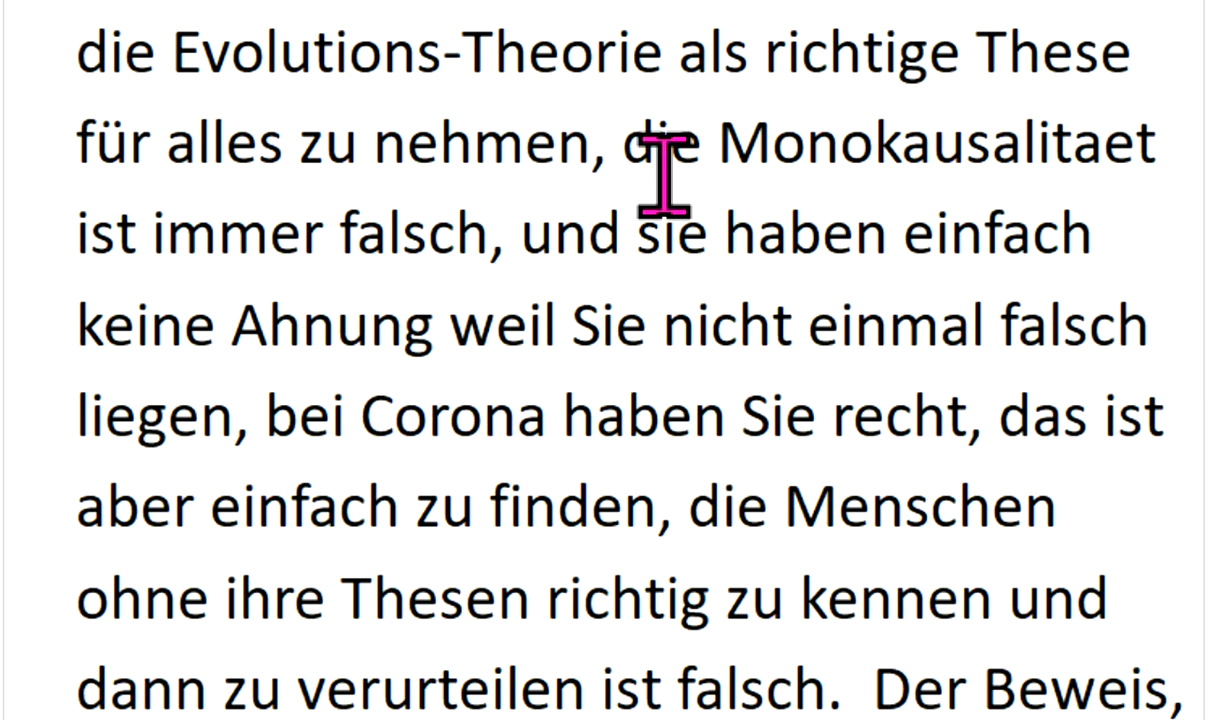 die Evolutions-Theorie als richtige These
für alles zu nehmen, die Monokausalitaet
ist immer falsch, und sie haben einfach
keine Ahnung weil Sie nicht einmal falsch
liegen, bei Corona haben Sie recht, das ist
aber einfach zu finden, die Menschen
ohne ihre Thesen richtig zu kennen und
dann zu verurteilen ist falsch.  Der Beweis,